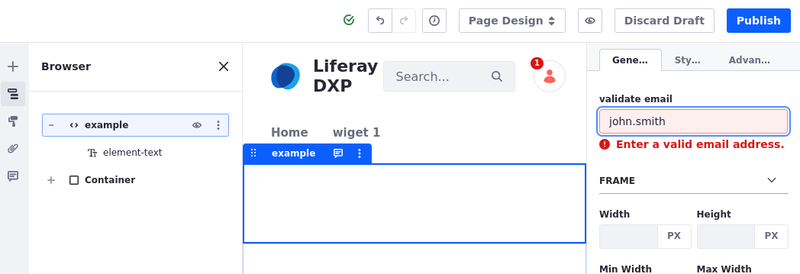 Page Design
Discard Draft
Publish
Browser
example
element-text
Container
Liferay
DXP
Search...
1
Home wiget 1
example
Gene... Sty... Advan...
validate email
john.smith
Enter a valid email address.
FRAME
Width Height
PX PX
Min Width Max Width